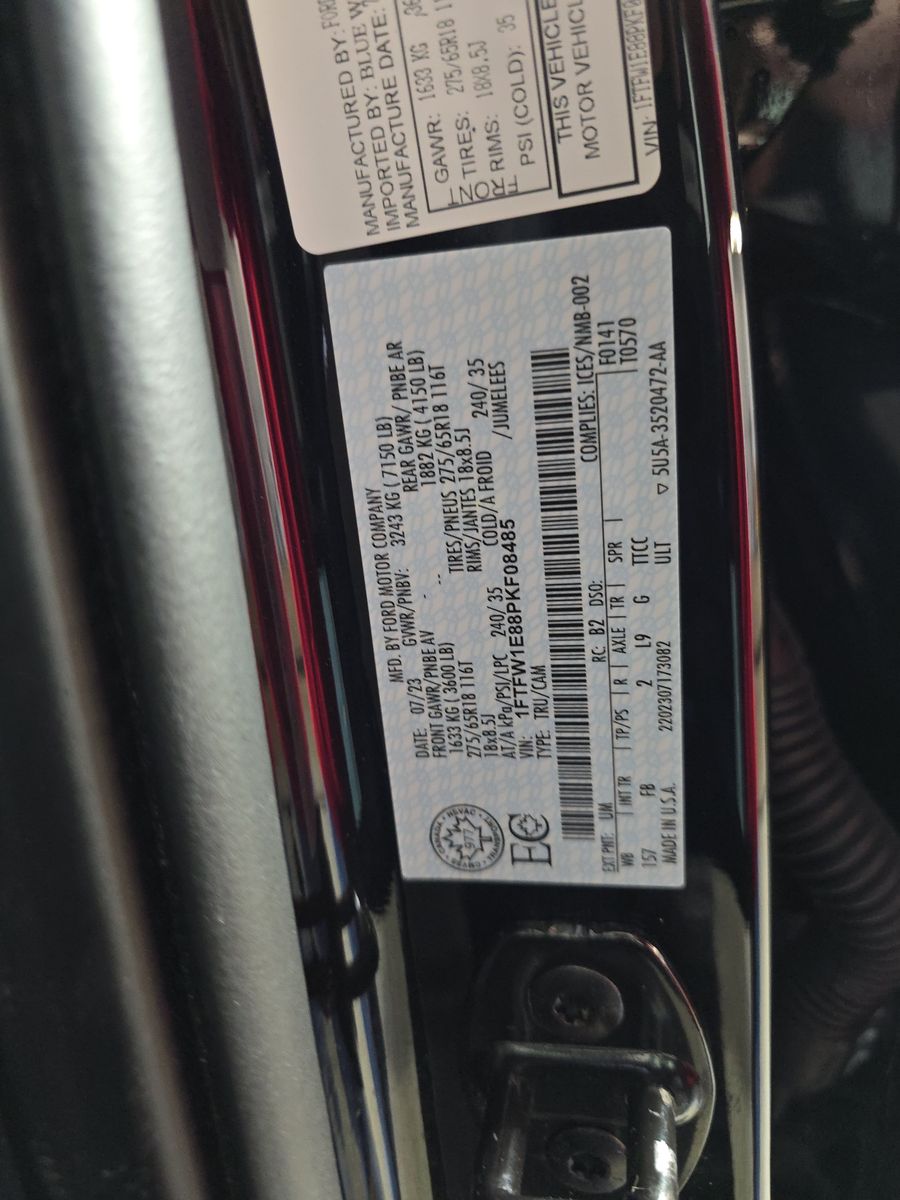 MANUFACTURED BY: FORD
IMPORTED BY: BLUE W
MANUFACTURE DATE:
GAWR: 1633 KG
TIRES: 275/65R18
RIMS: 18X8.5J
PSI (COLD): 35
THIS VEHICLE
MOTOR VEHICL
VIN: 1FTFW1E88PKF0
MFD. BY FORD MOTOR COMPANY
DATE 07/23 GVWR/PNBV: 3243 KG ( 7150 LB)
FRONT GAWR/PNBE AV - REAR GAWR/ PNBE AR
1633 KG ( 3600 LB) -- 1882 KG ( 4150 LB)
275/65R18 116T TIRES/PNEUS 275/65R18 116T
18x8.5J RIMS/JANTES 18x8.5J
AT/A kPa/PSI/LPC 240/ 35 COLD/A FROID 240/ 35
VIN: 1FTFW1E88PKF08485 /JUMELEES
TYPE: TRU/CAM
CANADA
977
EC
COMPLIES: ICES/NMB-002
EXT PNT: UM RC: B2 DSO: F0141
WB | INT TR | TP/PS | R | AXLE | TR | SPR | T0570
157 FB 2 L9 G TTCC
MADE IN U.S.A. 2202307173082 ULT ▽ 5U5A-3520472-AA